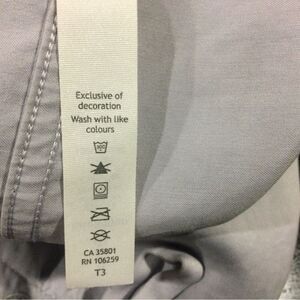 Exclusive of
decoration
Wash with like
colours
CA 35801
RN 106259
T3